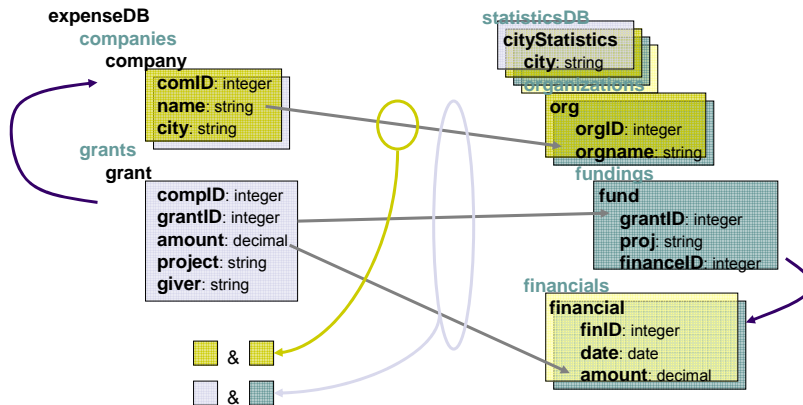 expenseDB
companies
company
comID: integer
name: string
city: string
grants
grant
compID: integer
grantID: integer
amount: decimal
project: string
giver: string
&
&
statisticsDB
cityStatistics
city: string
organizations
org
orgID: integer
orgname: string
fundings
fund
grantID: integer
proj: string
financeID: integer
financials
financial
finID: integer
date: date
amount: decimal